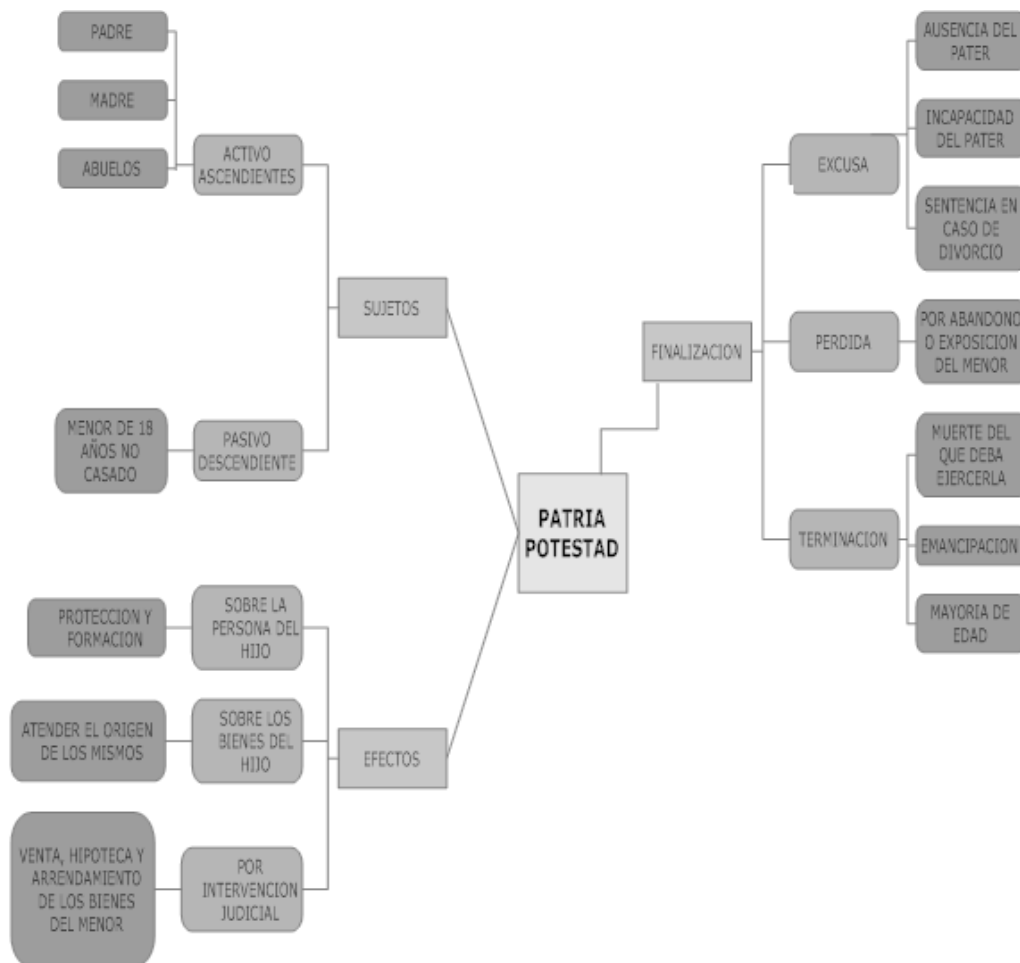 PADRE
MADRE
ABUELOS
ACTIVO
ASCENDIENTES
SUJETOS
MENOR DE 18
AÑOS NO
CASADO
PASIVO
DESCENDIENTE
PATRIA
POTESTAD
PROTECCION Y
FORMACION
SOBRE LA
PERSONA DEL
HIJO
ATENDER EL ORIGEN
DE LOS MISMOS
SOBRE LOS
BIENES DEL
HIJO
EFECTOS
VENTA, HIPOTECA Y
ARRENDAMIENTO
DE LOS BIENES
DEL MENOR
POR
INTERVENCION
JUDICIAL
FINALIZACION
EXCUSA
AUSENCIA DEL
PATER
INCAPACIDAD
DEL PATER
SENTENCIA EN
CASO DE
DIVORCIO
PERDIDA
POR ABANDONO
O EXPOSICION
DEL MENOR
TERMINACION
MUERTE DEL
QUE DEBA
EJERCERLA
EMANCIPACION
MAYORIA DE
EDAD